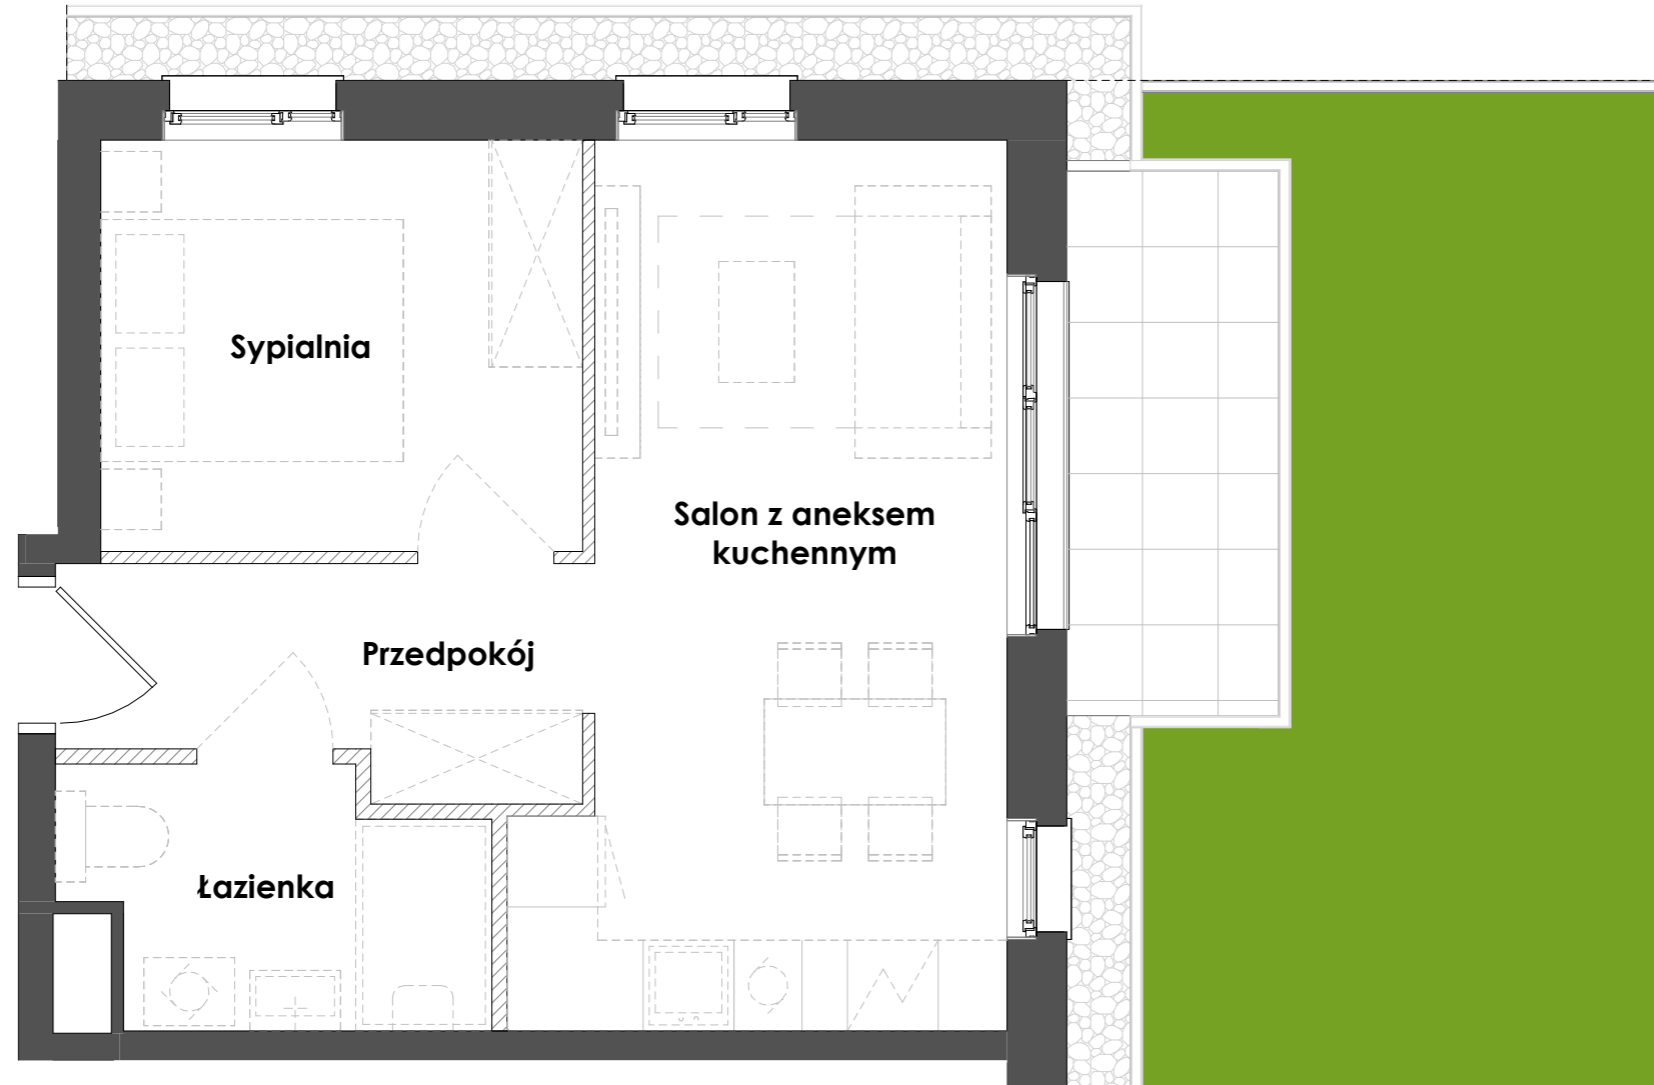 Sypialnia
Salon z aneksem
kuchennym
Przedpokój
Łazienka